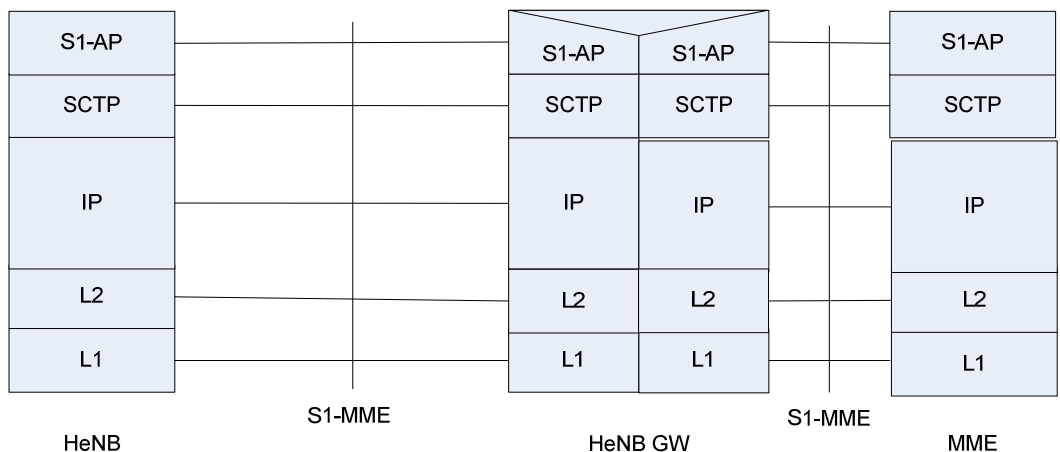 S1-AP
S1-AP S1-AP
S1-AP
SCTP
SCTP SCTP
SCTP
IP
IP IP
IP
L2
L2 L2
L2
L1
L1 L1
L1
S1-MME
S1-MME
HeNB
HeNB GW
MME